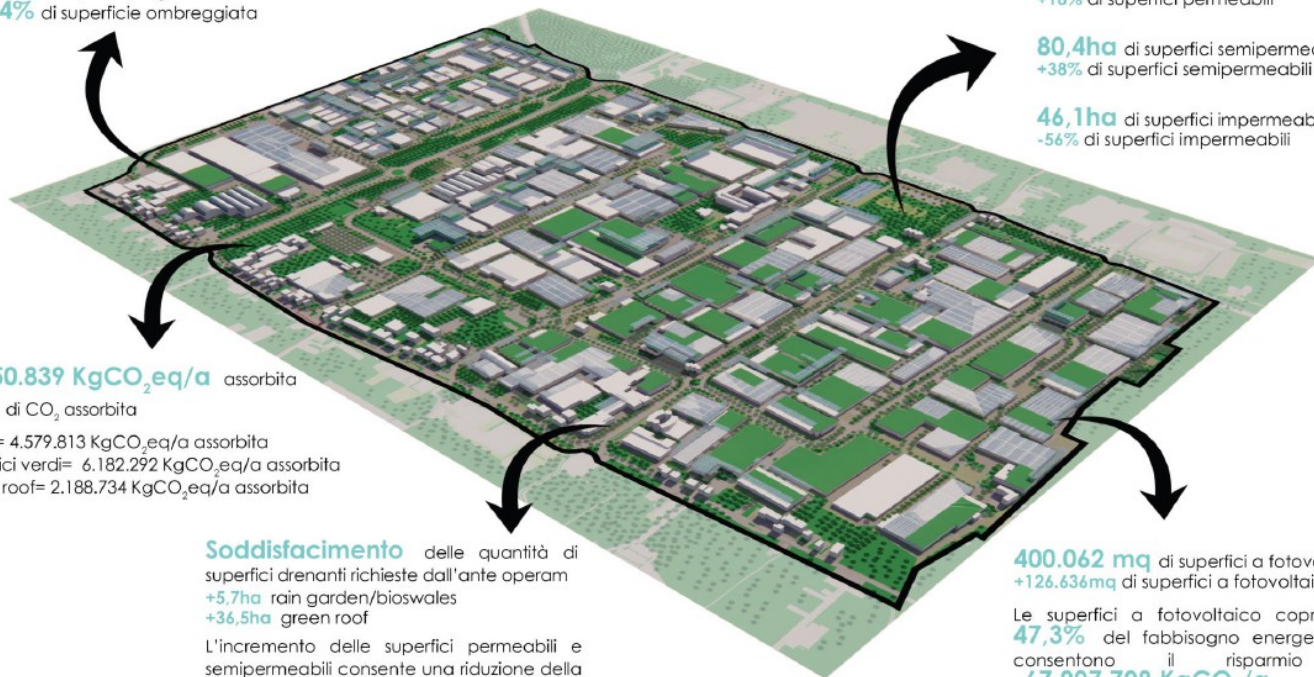 4% di superficie ombreggiata
+18% di superfici permeabili
80,4ha di superfici semipermea
+38% di superfici semipermeabili
46,1ha di superfici impermeab
-56% di superfici impermeabili
50.839 KgCO₂eq/a assorbita
di CO₂ assorbita
= 4.579.813 KgCO₂eq/a assorbita
ici verdi= 6.182.292 KgCO₂eq/a assorbita
roof= 2.188.734 KgCO₂eq/a assorbita
Soddisfacimento delle quantità di
superfici drenanti richieste dall'ante operam
+5,7ha rain garden/bioswales
+36,5ha green roof
L'incremento delle superfici permeabili e
semipermeabili consente una riduzione della
400.062 mq di superfici a fotov
+126.636mq di superfici a fotovoltai
Le superfici a fotovoltaico copr
47,3% del fabbisogno energe
consentono il risparmio